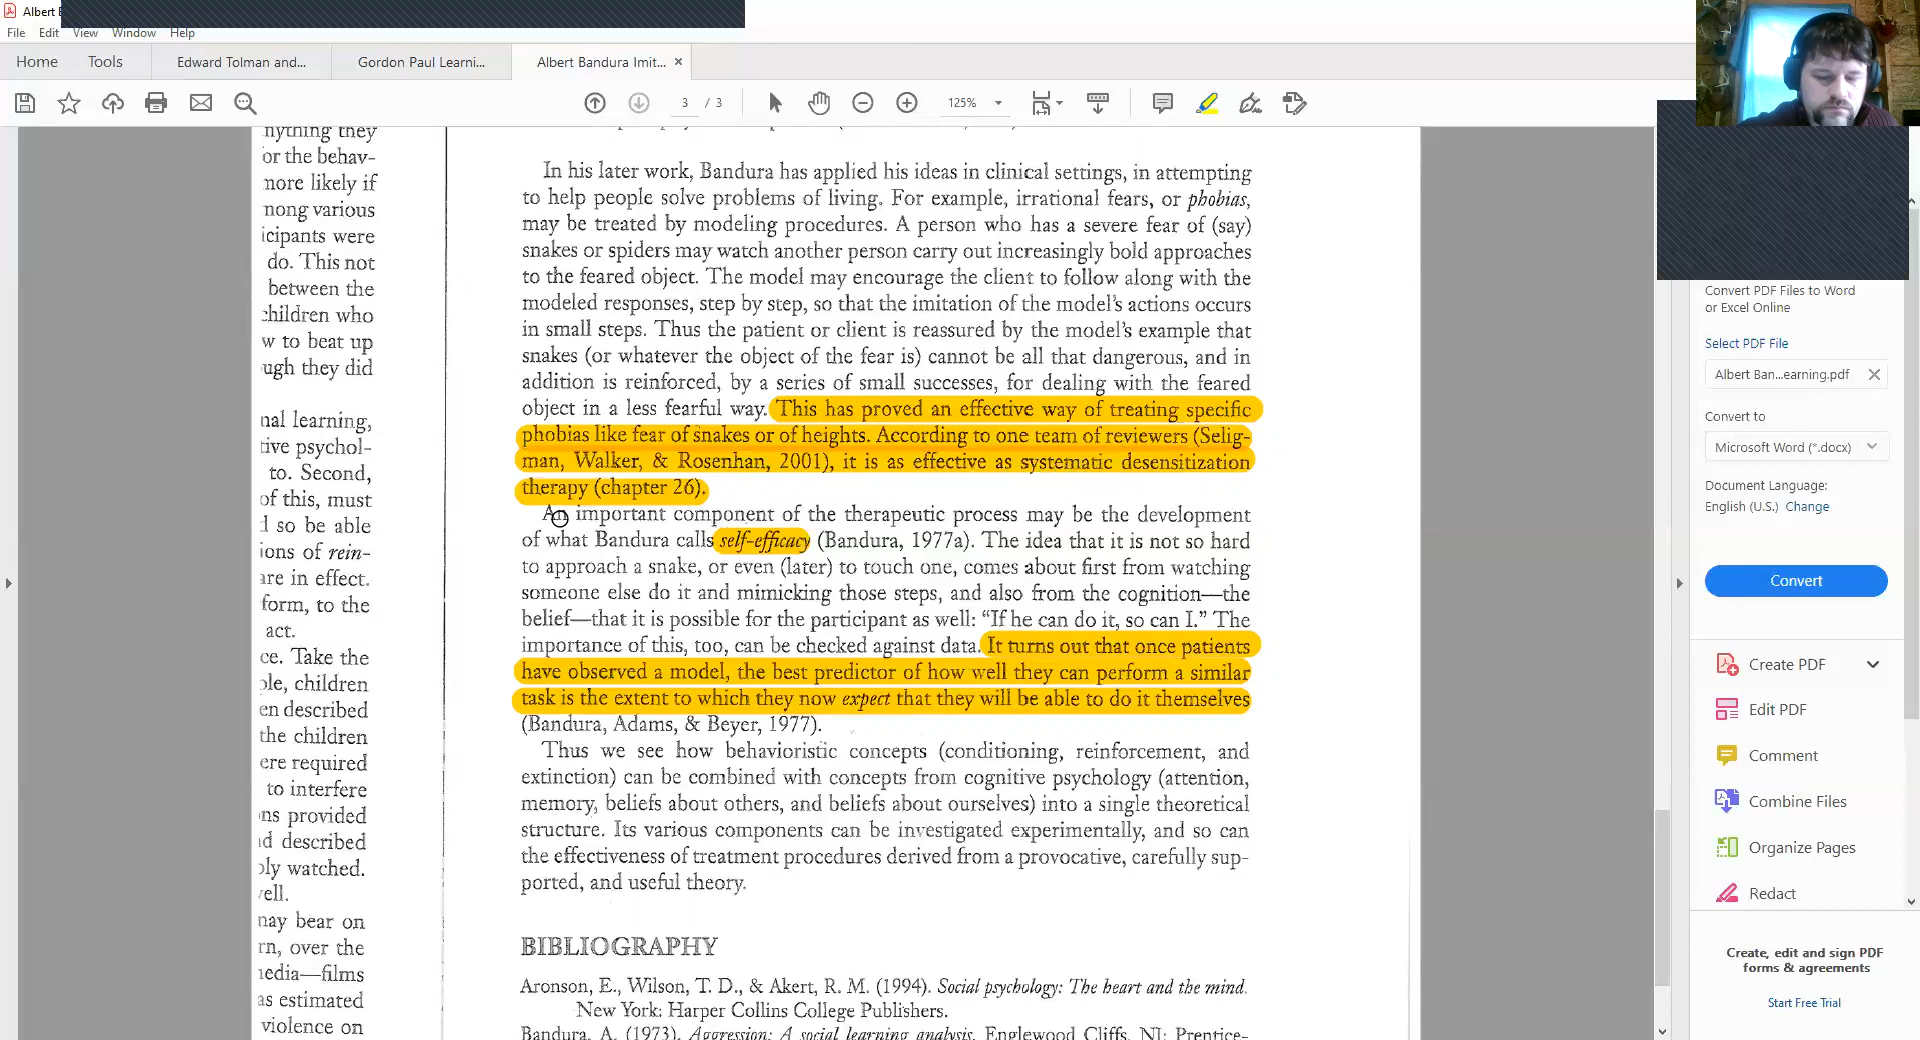 Albert B
File Edit View Window Help
Home Tools Edward Tolman and... Gordon Paul Learni... Albert Bandura Imit... ×
3 / 3 125%
nything they
or the behav-
more likely if
nong various
icipants were
do. This not
between the
children who
w to beat up
ugh they did
nal learning,
tive psychol-
to. Second,
of this, must
d so be able
ions of rein-
are in effect.
form, to the
act.
ce. Take the
ole, children
en described
the children
ere required
to interfere
ns provided
d described
oly watched.
ell.
nay bear on
rn, over the
nedia—films
as estimated
violence on
In his later work, Bandura has applied his ideas in clinical settings, in attempting
to help people solve problems of living. For example, irrational fears, or phobias,
may be treated by modeling procedures. A person who has a severe fear of (say)
snakes or spiders may watch another person carry out increasingly bold approaches
to the feared object. The model may encourage the client to follow along with the
modeled responses, step by step, so that the imitation of the model's actions occurs
in small steps. Thus the patient or client is reassured by the model's example that
snakes (or whatever the object of the fear is) cannot be all that dangerous, and in
addition is reinforced, by a series of small successes, for dealing with the feared
object in a less fearful way. This has proved an effective way of treating specific
phobias like fear of snakes or of heights. According to one team of reviewers (Selig-
man, Walker, & Rosenhan, 2001), it is as effective as systematic desensitization
therapy (chapter 26).
An important component of the therapeutic process may be the development
of what Bandura calls self-efficacy (Bandura, 1977a). The idea that it is not so hard
to approach a snake, or even (later) to touch one, comes about first from watching
someone else do it and mimicking those steps, and also from the cognition—the
belief—that it is possible for the participant as well: “If he can do it, so can I.” The
importance of this, too, can be checked against data. It turns out that once patients
have observed a model, the best predictor of how well they can perform a similar
task is the extent to which they now expect that they will be able to do it themselves
(Bandura, Adams, & Beyer, 1977).
Thus we see how behavioristic concepts (conditioning, reinforcement, and
extinction) can be combined with concepts from cognitive psychology (attention,
memory, beliefs about others, and beliefs about ourselves) into a single theoretical
structure. Its various components can be investigated experimentally, and so can
the effectiveness of treatment procedures derived from a provocative, carefully sup-
ported, and useful theory.
BIBLIOGRAPHY
Aronson, E., Wilson, T. D., & Akert, R. M. (1994). Social psychology: The heart and the mind.
New York: Harper Collins College Publishers.
Bandura, A. (1973). Aggression: A social learning analysis. Englewood Cliffs, NJ: Prentice-
Convert PDF Files to Word
or Excel Online
Select PDF File
Albert Ban...earning.pdf
Convert to
Microsoft Word (*.docx)
Document Language:
English (U.S.) Change
Convert
Create PDF
Edit PDF
Comment
Combine Files
Organize Pages
Redact
Create, edit and sign PDF
forms & agreements
Start Free Trial